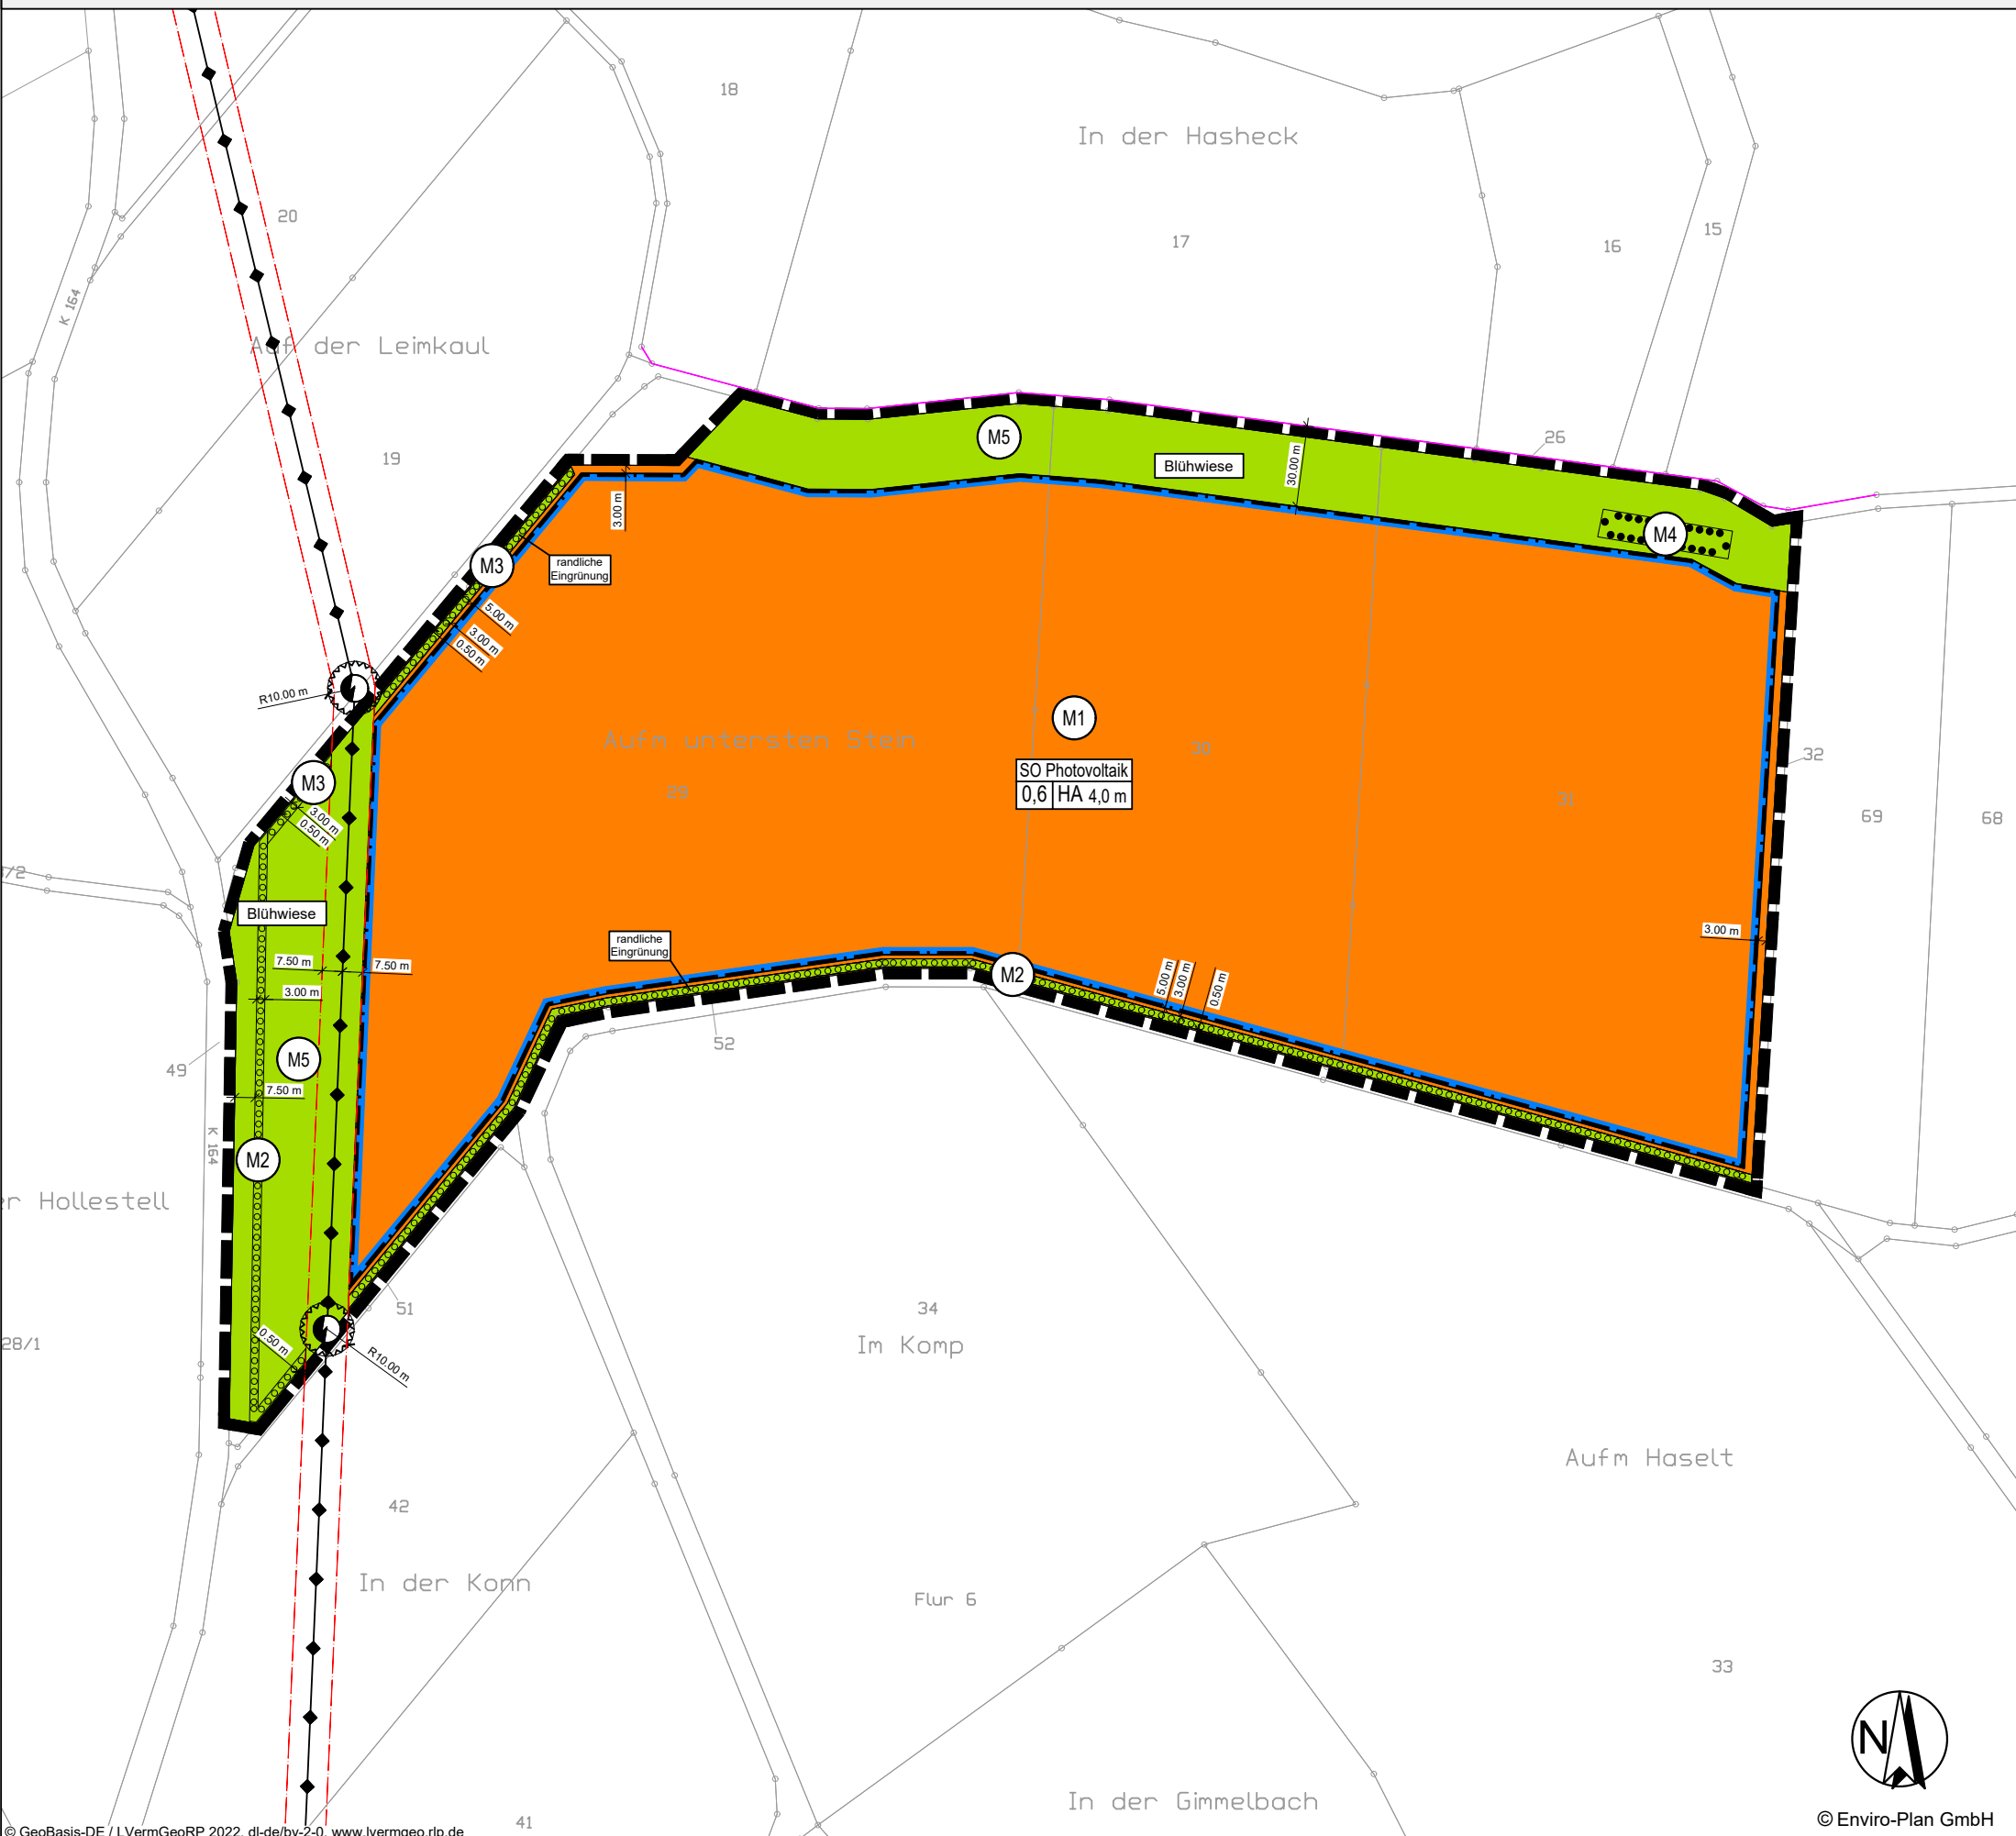 18
In der Hasheck
20
17
16
15
K 164
Auf der Leimkaul
19
26
M5
Blühwiese
30.00 m
3.00 m
M4
M3
randliche
Eingrünung
5.00 m
3.00 m
0.50 m
R10.00 m
M1
Aufm untersten Stein
30
32
SO Photovoltaik
0,6 HA 4,0 m
29
31
69
68
M3
3.00 m
0.50 m
/2
Blühwiese
randliche
Eingrünung
3.00 m
7.50 m
7.50 m
3.00 m
M2
5.00 m
3.00 m
0.50 m
52
49
M5
7.50 m
K 164
M2
er Hollestell
51
34
28/1
0.50 m
Im Komp
R10.00 m
Aufm Haselt
42
In der Konn
Flur 6
33
N
In der Gimmelbach
41
© Enviro-Plan GmbH
© GeoBasis-DE / LVermGeoRP 2022, dl-de/by-2-0, www.lvermgeo.rlp.de